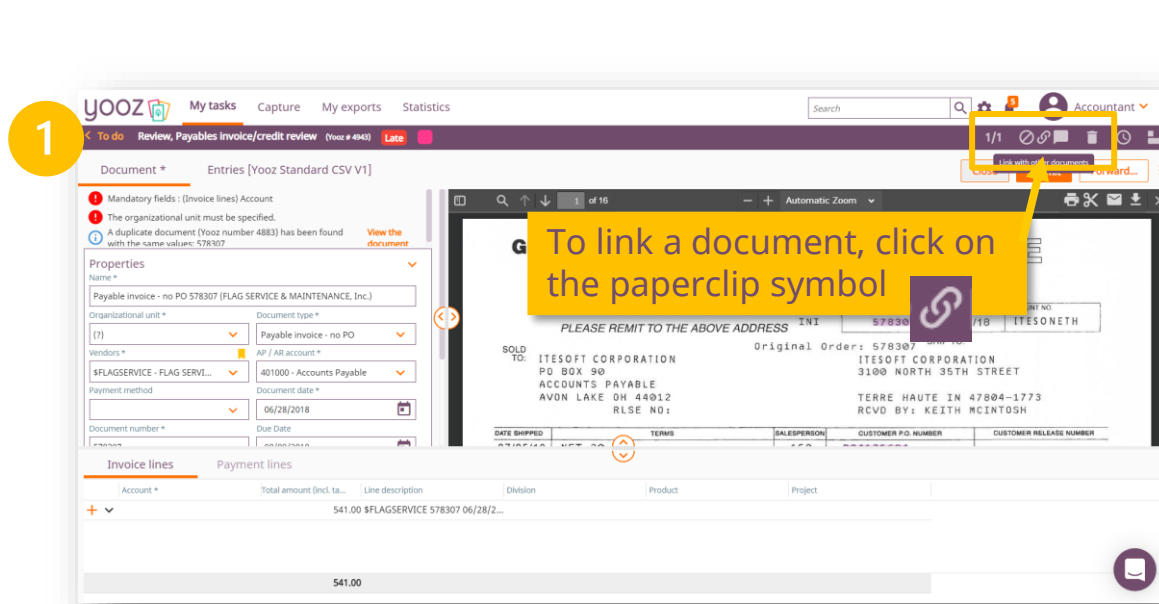 1
yooz
My tasks Capture My exports Statistics
Search
5
Accountant
< To do Review, Payables invoice/credit review (Yooz # 4943) Late
1/1
Document * Entries [Yooz Standard CSV V1]
Link with other documents
Close
Forward...
Mandatory fields : (Invoice lines) Account
The organizational unit must be specified.
A duplicate document (Yooz number 4883) has been found
with the same values: 578307
View the
document
1 of 16
Automatic Zoom
To link a document, click on
the paperclip symbol
Properties
Name *
Payable invoice - no PO 578307 (FLAG SERVICE & MAINTENANCE, Inc.)
Organizational unit * Document type *
(?) Payable invoice - no PO
Vendors * AP / AR account *
$FLAGSERVICE - FLAG SERVI... 401000 - Accounts Payable
Payment method Document date *
06/28/2018
Document number * Due Date
G
PLEASE REMIT TO THE ABOVE ADDRESS
INI
57830
/18
ITESONETH
Original Order: 578307
SOLD
TO:
ITESOFT CORPORATION
PO BOX 90
ACCOUNTS PAYABLE
AVON LAKE OH 44012
RLSE NO:
ITESOFT CORPORATION
3100 NORTH 35TH STREET
TERRE HAUTE IN 47804-1773
RCVD BY: KEITH MCINTOSH
DATE SHIPPED TERMS SALESPERSON CUSTOMER P.O. NUMBER CUSTOMER RELEASE NUMBER
Invoice lines Payment lines
Account * Total amount (incl. ta... Line description Division Product Project
541.00 $FLAGSERVICE 578307 06/28/2...
541.00